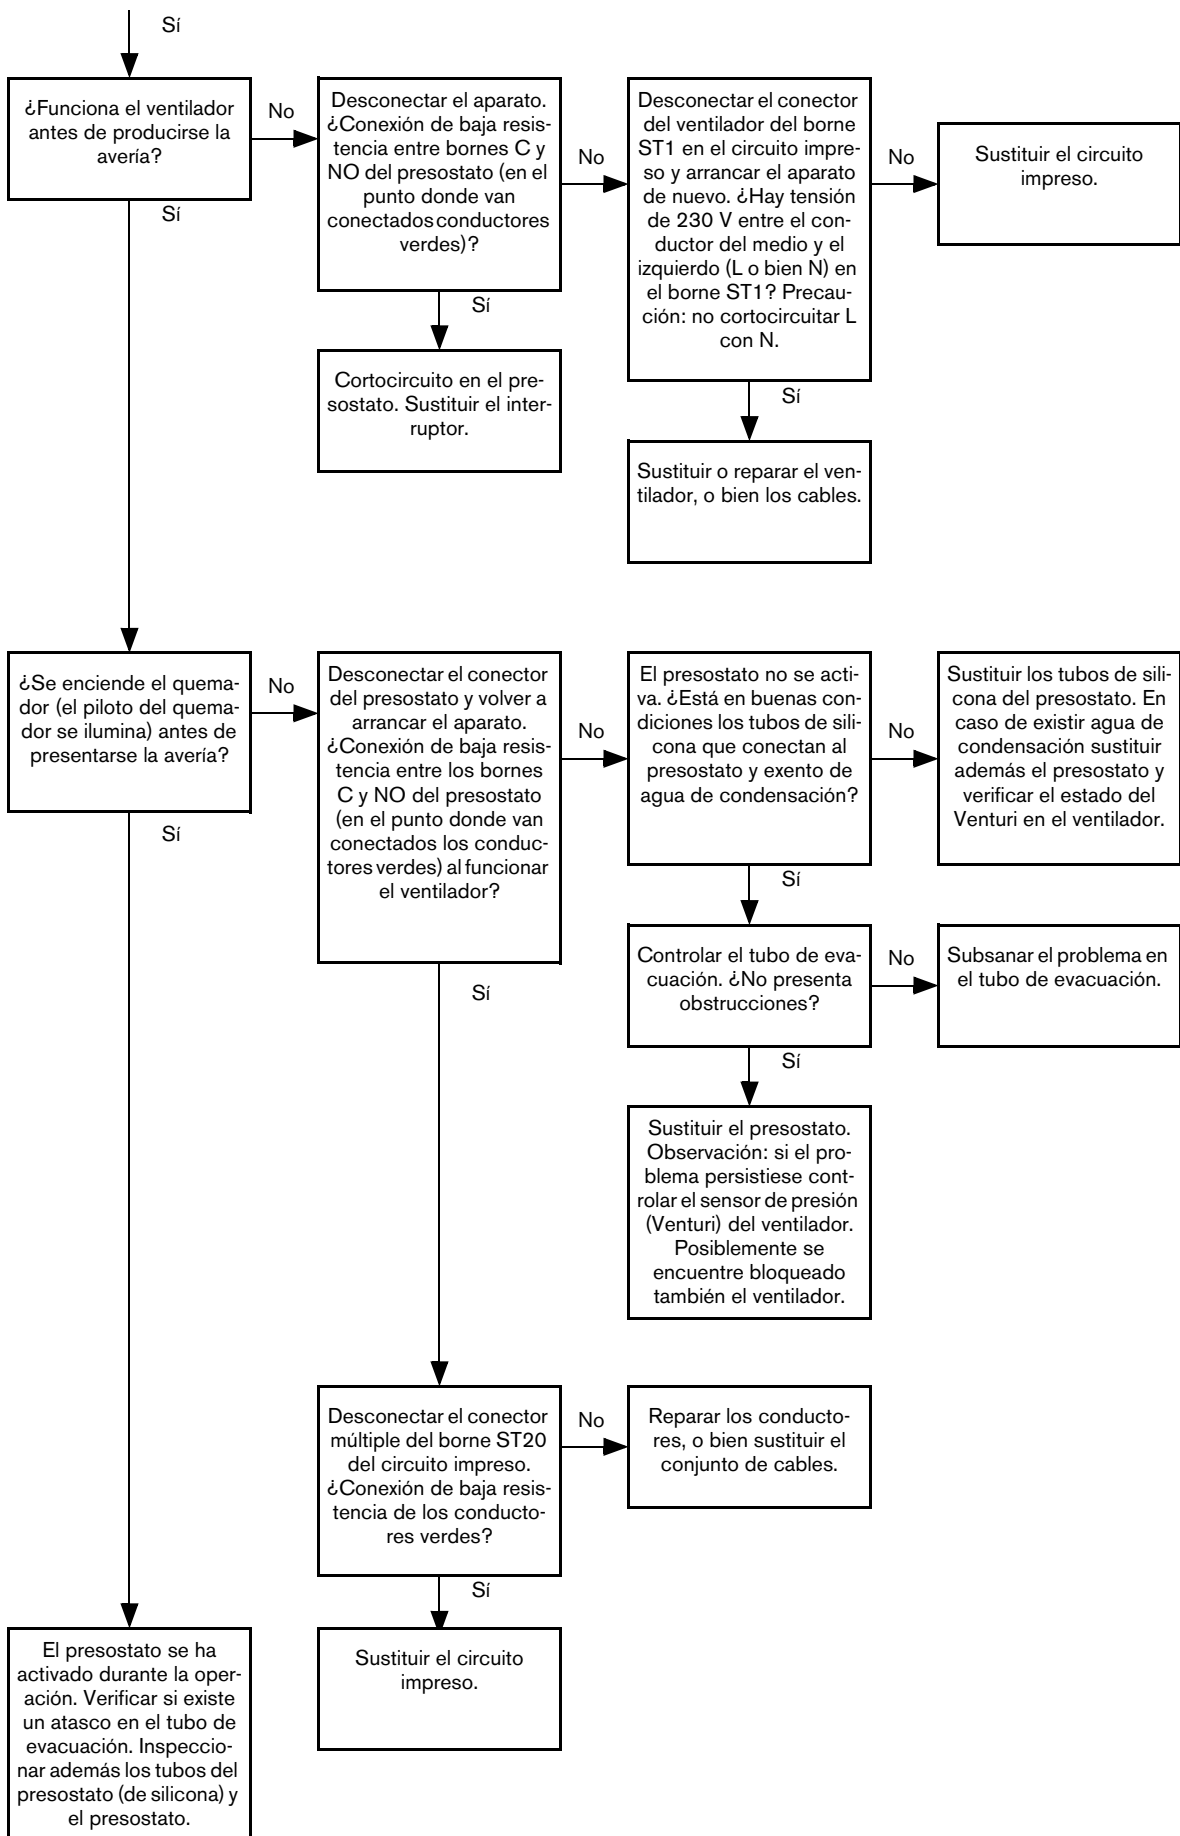 Sí
¿Funciona el ventilador
antes de producirse la
avería?
No
Sí
Desconectar el aparato.
¿Conexión de baja resis-
tencia entre bornes C y
NO del presostato (en el
punto donde van
conectados conductores
verdes)?
No
Sí
Desconectar el conector
del ventilador del borne
ST1 en el circuito impre-
so y arrancar el aparato
de nuevo. ¿Hay tensión
de 230 V entre el con-
ductor del medio y el
izquierdo (L o bien N) en
el borne ST1? Precau-
ción: no cortocircuitar L
con N.
No
Sí
Sustituir el circuito
impreso.
Cortocircuito en el pre-
sostato. Sustituir el inter-
ruptor.
Sustituir o reparar el ven-
tilador, o bien los cables.
¿Se enciende el quema-
dor (el piloto del quema-
dor se ilumina) antes de
presentarse la avería?
No
Sí
Desconectar el conector
del presostato y volver a
arrancar el aparato.
¿Conexión de baja resis-
tencia entre los bornes
C y NO del presostato
(en el punto donde van
conectados los conduc-
tores verdes) al funcionar
el ventilador?
No
Sí
El presostato no se acti-
va. ¿Está en buenas con-
diciones los tubos de sili-
cona que conectan al
presostato y exento de
agua de condensación?
No
Sí
Sustituir los tubos de sili-
cona del presostato. En
caso de existir agua de
condensación sustituir
además el presostato y
verificar el estado del
Venturi en el ventilador.
Controlar el tubo de eva-
cuación. ¿No presenta
obstrucciones?
No
Sí
Subsanar el problema en
el tubo de evacuación.
Sustituir el presostato.
Observación: si el pro-
blema persistiese cont-
rolar el sensor de presión
(Venturi) del ventilador.
Posiblemente se
encuentre bloqueado
también el ventilador.
Desconectar el conector
múltiple del borne ST20
del circuito impreso.
¿Conexión de baja resis-
tencia de los conducto-
res verdes?
No
Sí
Reparar los conducto-
res, o bien sustituir el
conjunto de cables.
El presostato se ha
activado durante la oper-
ación. Verificar si existe
un atasco en el tubo de
evacuación. Inspeccio-
nar además los tubos del
presostato (de silicona) y
el presostato.
Sustituir el circuito
impreso.